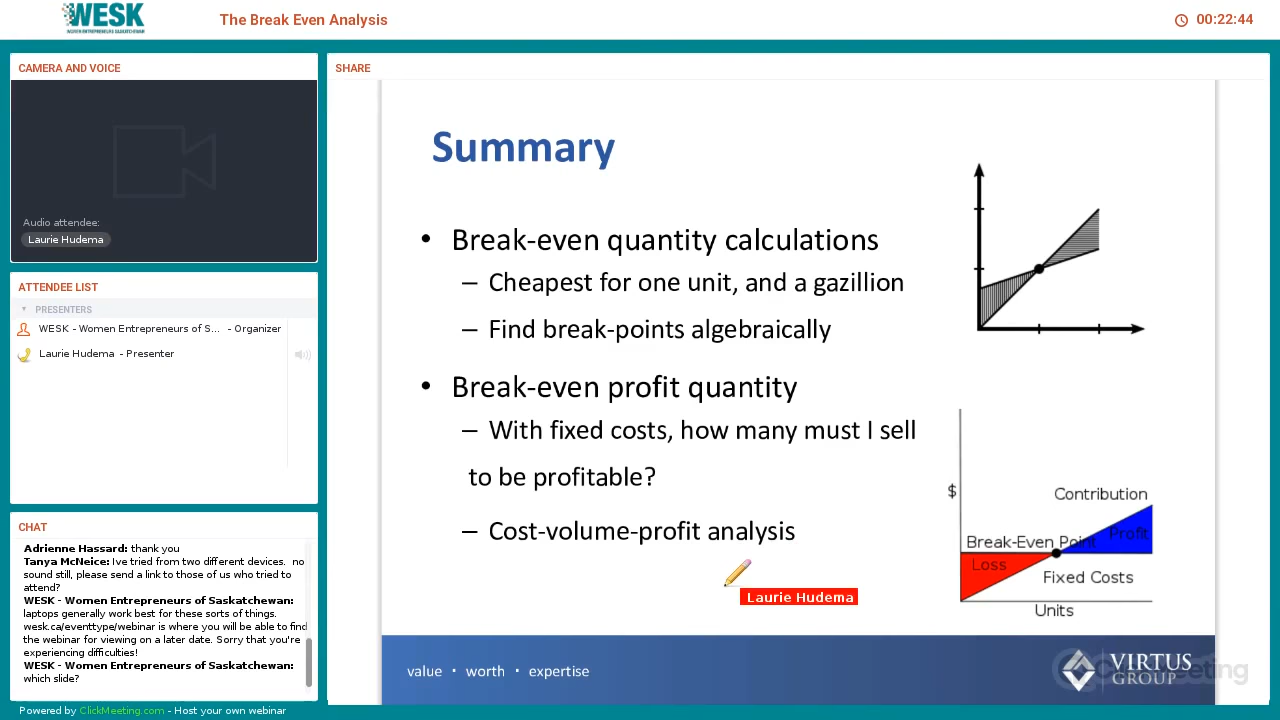 WESK
WOMEN ENTREPRENEURS SASKATCHEWAN
The Break Even Analysis
00:22:44
CAMERA AND VOICE
Audio attendee:
Laurie Hudema
ATTENDEE LIST
PRESENTERS
WESK - Women Entrepreneurs of S... - Organizer
Laurie Hudema - Presenter
CHAT
Adrienne Hassard: thank you
Tanya McNeice: Ive tried from two different devices. no
sound still, please send a link to those of us who tried to
attend?
WESK - Women Entrepreneurs of Saskatchewan:
laptops generally work best for these sorts of things.
wesk.ca/eventtype/webinar is where you will be able to find
the webinar for viewing on a later date. Sorry that you're
experiencing difficulties!
WESK - Women Entrepreneurs of Saskatchewan:
which slide?
Powered by ClickMeeting.com - Host your own webinar
SHARE
Summary
• Break-even quantity calculations
– Cheapest for one unit, and a gazillion
– Find break-points algebraically
• Break-even profit quantity
– With fixed costs, how many must I sell
to be profitable?
– Cost-volume-profit analysis
Laurie Hudema
$
Contribution
Break-Even Point
Profit
Loss
Fixed Costs
Units
value · worth · expertise
VIRTUS
GROUP
ClickMeeting